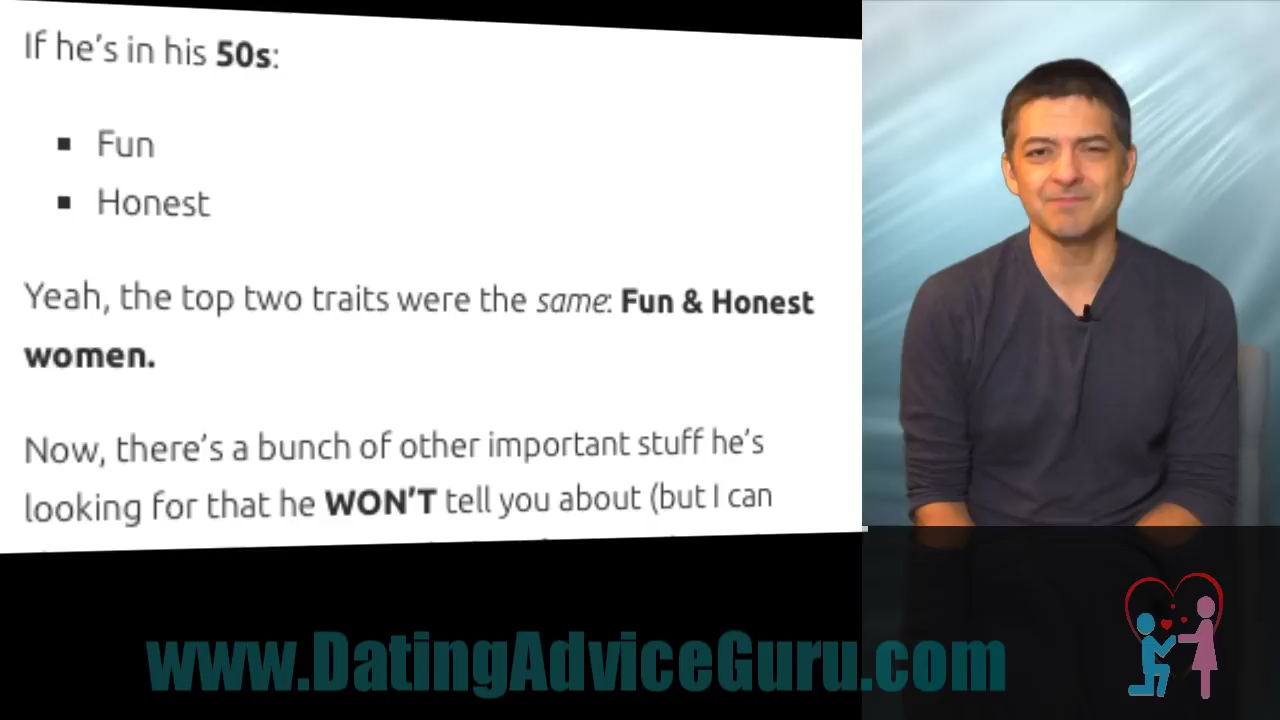 If he's in his 50s:
▪ Fun
▪ Honest
Yeah, the top two traits were the same: Fun & Honest
women.
Now, there's a bunch of other important stuff he's
looking for that he WON'T tell you about (but I can
www.DatingAdviceGuru.com